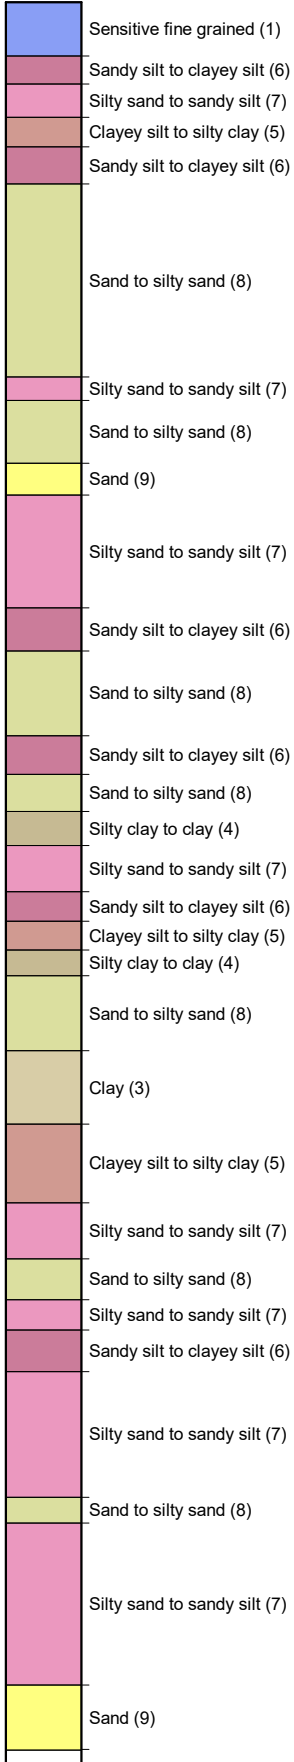 Sensitive fine grained (1)
Sandy silt to clayey silt (6)
Silty sand to sandy silt (7)
Clayey silt to silty clay (5)
Sandy silt to clayey silt (6)
Sand to silty sand (8)
Silty sand to sandy silt (7)
Sand to silty sand (8)
Sand (9)
Silty sand to sandy silt (7)
Sandy silt to clayey silt (6)
Sand to silty sand (8)
Sandy silt to clayey silt (6)
Sand to silty sand (8)
Silty clay to clay (4)
Silty sand to sandy silt (7)
Sandy silt to clayey silt (6)
Clayey silt to silty clay (5)
Silty clay to clay (4)
Sand to silty sand (8)
Clay (3)
Clayey silt to silty clay (5)
Silty sand to sandy silt (7)
Sand to silty sand (8)
Silty sand to sandy silt (7)
Sandy silt to clayey silt (6)
Silty sand to sandy silt (7)
Sand to silty sand (8)
Silty sand to sandy silt (7)
Sand (9)